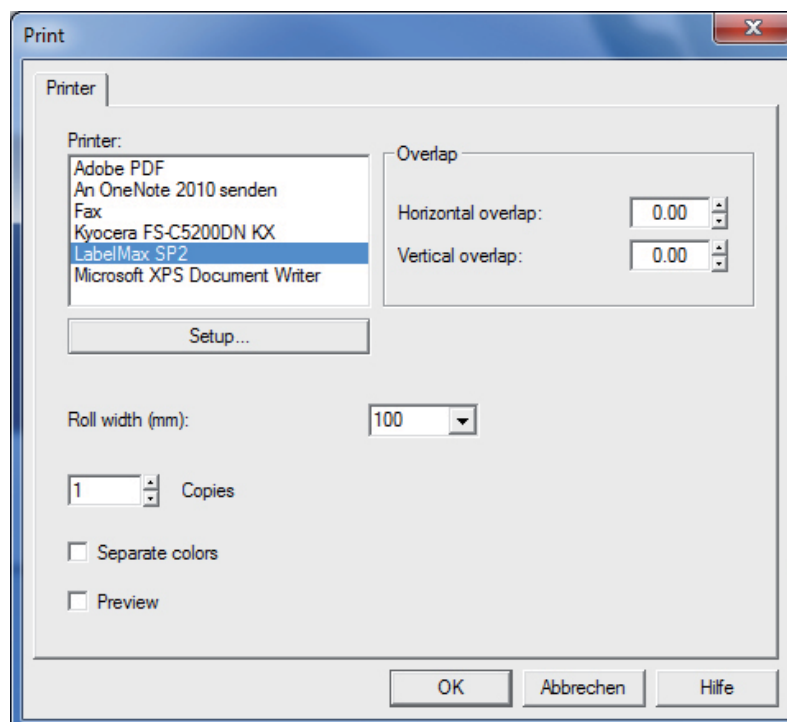 Print
Printer
Printer:
Adobe PDF
An OneNote 2010 senden
Fax
Kyocera FS-C5200DN KX
LabelMax SP2
Microsoft XPS Document Writer
Setup...
Overlap
Horizontal overlap: 0.00
Vertical overlap: 0.00
Roll width (mm): 100
1 Copies
Separate colors
Preview
OK Abbrechen Hilfe